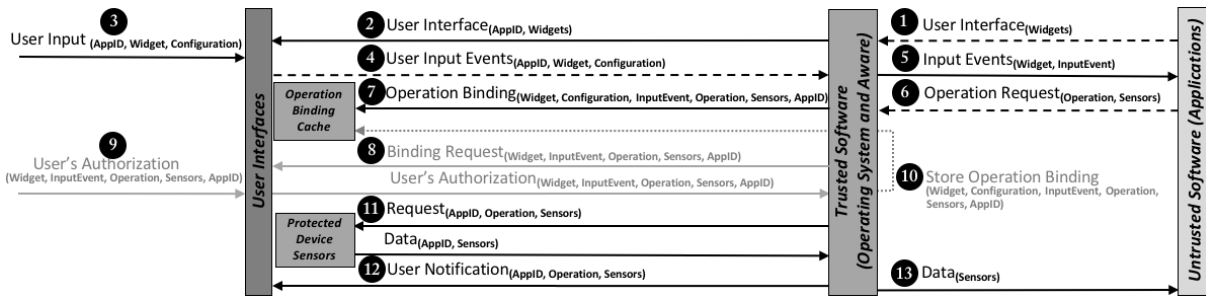 3
User Input (AppID, Widget, Configuration)
9
User's Authorization
(Widget, InputEvent, Operation, Sensors, AppID)
User Interfaces
2 User Interface(AppID, Widgets)
4 User Input Events(AppID, Widget, Configuration)
Operation
Binding
Cache
7 Operation Binding(Widget, Configuration, InputEvent, Operation, Sensors, AppID)
8 Binding Request(Widget, InputEvent, Operation, Sensors, AppID)
User's Authorization(Widget, InputEvent, Operation, Sensors, AppID)
11 Request(AppID, Operation, Sensors)
Protected
Device
Sensors
Data(AppID, Sensors)
12 User Notification(AppID, Operation, Sensors)
Trusted Software
(Operating System and Aware)
1 User Interface(Widgets)
5 Input Events(Widget, InputEvent)
6 Operation Request(Operation, Sensors)
10 Store Operation Binding
(Widget, Configuration, InputEvent, Operation,
Sensors, AppID)
13 Data(Sensors)
Untrusted Software (Applications)